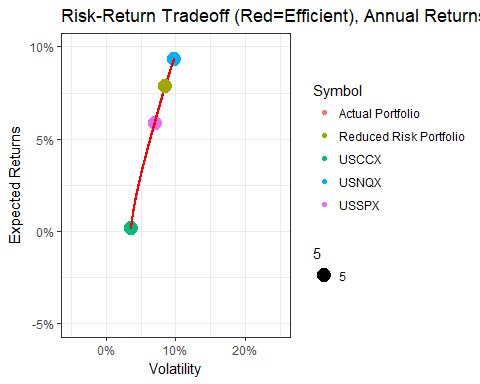 Risk-Return Tradeoff (Red=Efficient), Annual Returns
10%
5%
0%
-5%
Expected Returns
0%
10%
20%
Volatility
Symbol
Actual Portfolio
Reduced Risk Portfolio
USCCX
USNQX
USSPX
5
5